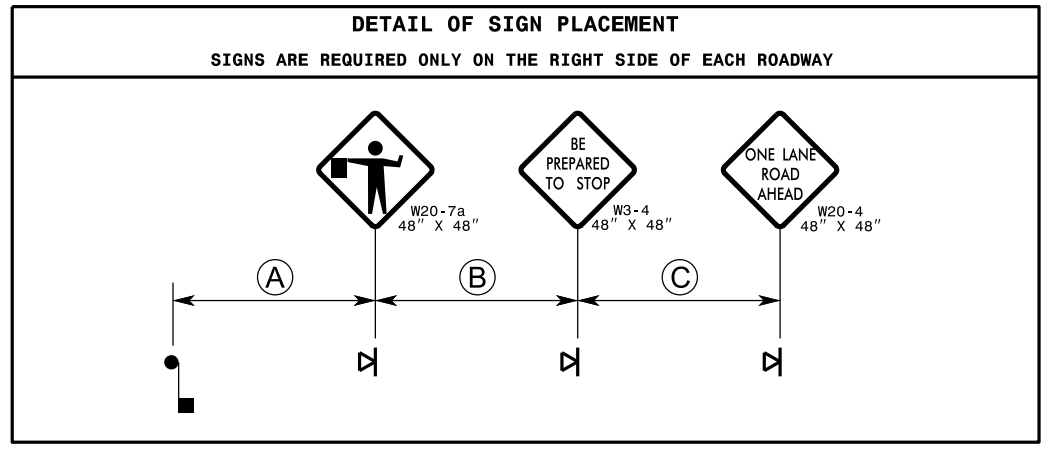 DETAIL OF SIGN PLACEMENT
SIGNS ARE REQUIRED ONLY ON THE RIGHT SIDE OF EACH ROADWAY
W20-7a
48" X 48"
BE
PREPARED
TO STOP
W3-4
48" X 48"
ONE LANE
ROAD
AHEAD
W20-4
48" X 48"
A
B
C